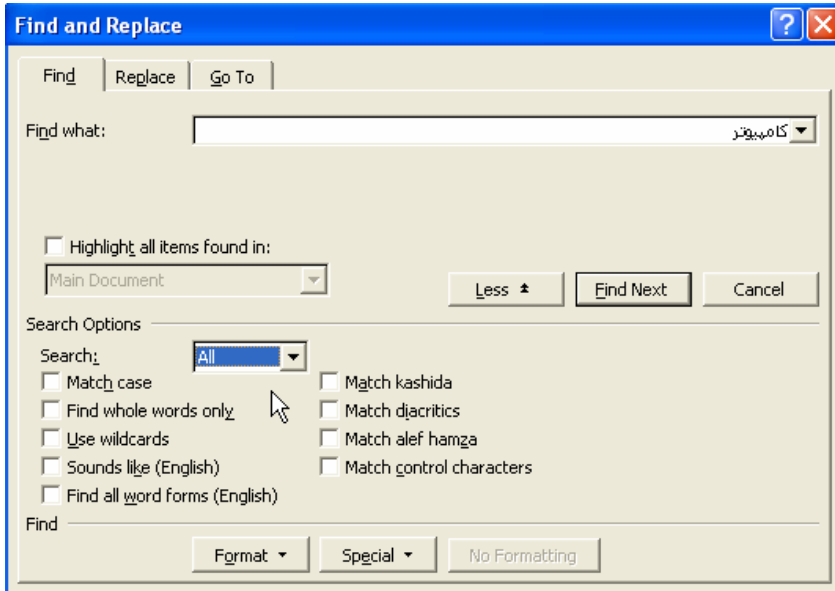 Find and Replace
Find Replace Go To
Find what: کامپیوتر
Highlight all items found in:
Main Document
Less Find Next Cancel
Search Options
Search: All
Match case Match kashida
Find whole words only Match diacritics
Use wildcards Match alef hamza
Sounds like (English) Match control characters
Find all word forms (English)
Find
Format Special No Formatting